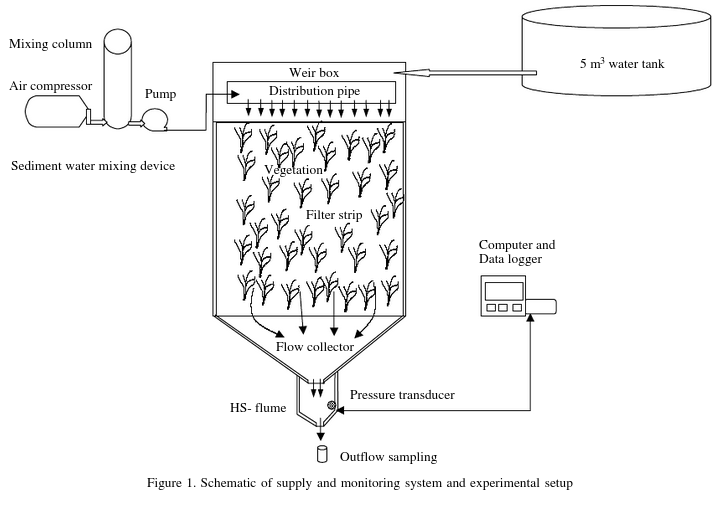 Mixing column
5 m³ water tank
Weir box
Air compressor
Pump
Distribution pipe
Sediment water mixing device
Vegetation
Filter strip
Computer and
Data logger
Flow collector
Pressure transducer
HS- flume
Outflow sampling
Figure 1. Schematic of supply and monitoring system and experimental setup